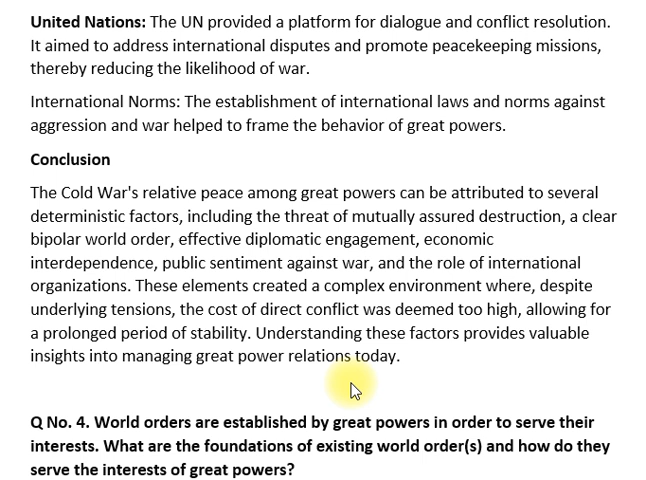 United Nations: The UN provided a platform for dialogue and conflict resolution.
It aimed to address international disputes and promote peacekeeping missions,
thereby reducing the likelihood of war.
International Norms: The establishment of international laws and norms against
aggression and war helped to frame the behavior of great powers.
Conclusion
The Cold War's relative peace among great powers can be attributed to several
deterministic factors, including the threat of mutually assured destruction, a clear
bipolar world order, effective diplomatic engagement, economic
interdependence, public sentiment against war, and the role of international
organizations. These elements created a complex environment where, despite
underlying tensions, the cost of direct conflict was deemed too high, allowing for
a prolonged period of stability. Understanding these factors provides valuable
insights into managing great power relations today.
Q No. 4. World orders are established by great powers in order to serve their
interests. What are the foundations of existing world order(s) and how do they
serve the interests of great powers?